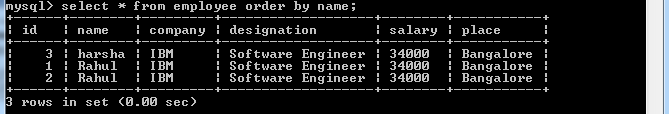 mysql> select * from employee order by name;
+------+--------+---------+-------------------+--------+-----------+
| id   | name   | company | designation       | salary | place     |
+------+--------+---------+-------------------+--------+-----------+
|    3 | harsha | IBM     | Software Engineer | 34000  | Bangalore |
|    1 | Rahul  | IBM     | Software Engineer | 34000  | Bangalore |
|    2 | Rahul  | IBM     | Software Engineer | 34000  | Bangalore |
+------+--------+---------+-------------------+--------+-----------+
3 rows in set (0.00 sec)